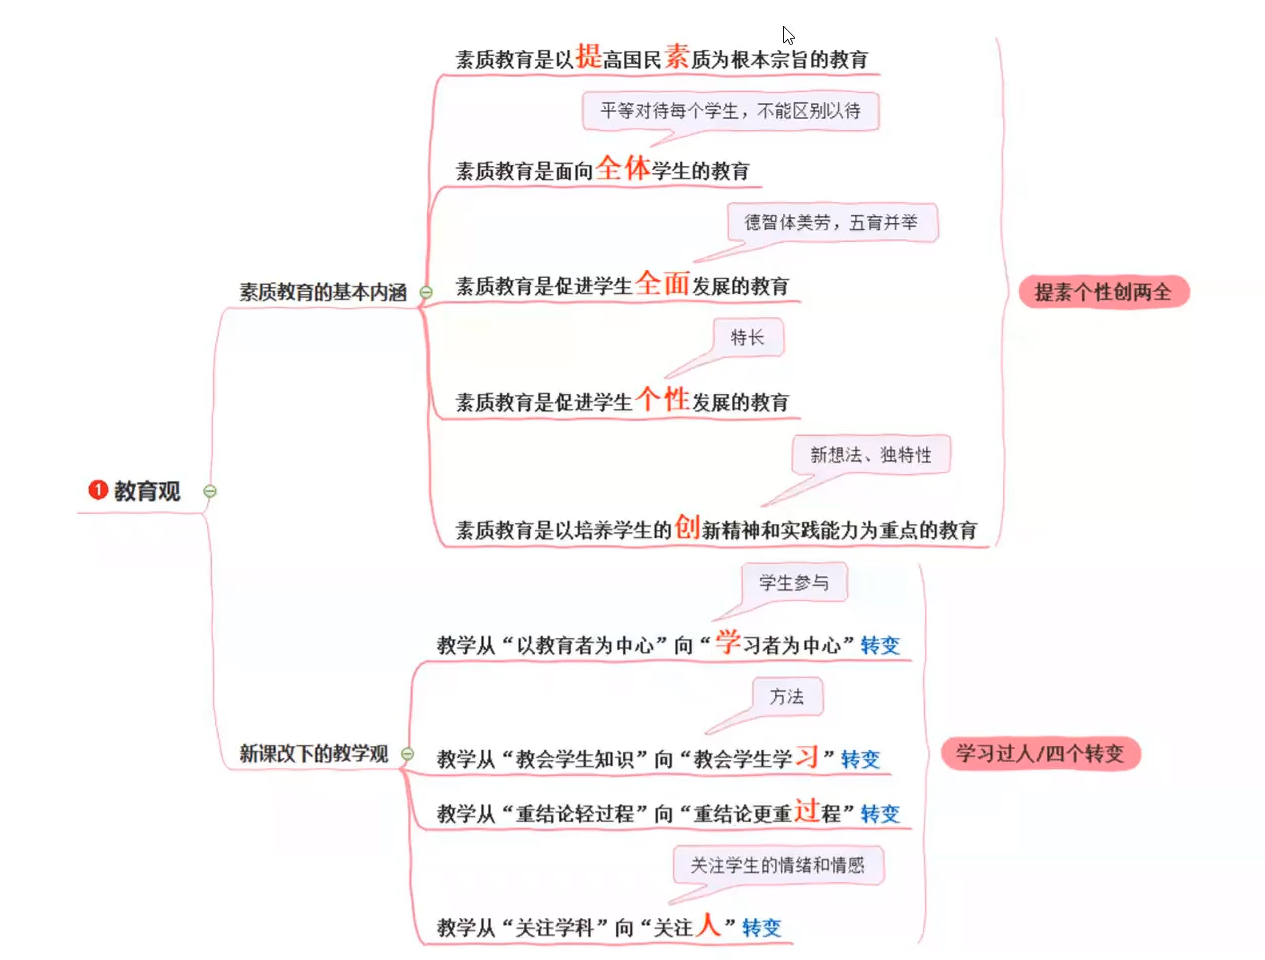 素质教育是以提高国民素质为根本宗旨的教育
平等对待每个学生，不能区别以待
素质教育是面向全体学生的教育
德智体美劳，五育并举
素质教育是促进学生全面发展的教育
素质教育的基本内涵
提素个性创两全
特长
素质教育是促进学生个性发展的教育
新想法、独特性
1 教育观
素质教育是以培养学生的创新精神和实践能力为重点的教育
学生参与
教学从“以教育者为中心”向“学习者为中心”转变
方法
新课改下的教学观
教学从“教会学生知识”向“教会学生学习”转变
学习过人/四个转变
教学从“重结论轻过程”向“重结论更重过程”转变
关注学生的情绪和情感
教学从“关注学科”向“关注人”转变